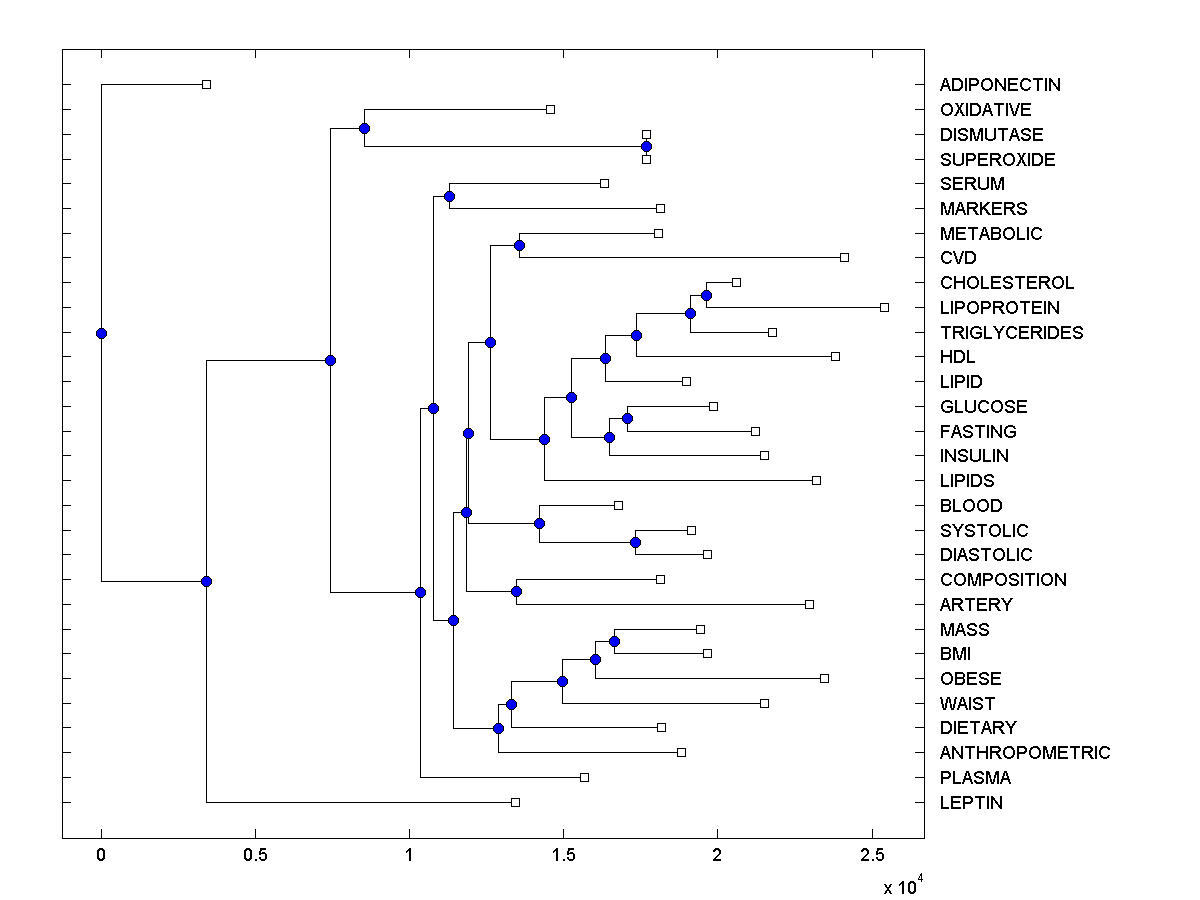 ADIPONECTIN
OXIDATIVE
DISMUTASE
SUPEROXIDE
SERUM
MARKERS
METABOLIC
CVD
CHOLESTEROL
LIPOPROTEIN
TRIGLYCERIDES
HDL
LIPID
GLUCOSE
FASTING
INSULIN
LIPIDS
BLOOD
SYSTOLIC
DIASTOLIC
COMPOSITION
ARTERY
MASS
BMI
OBESE
WAIST
DIETARY
ANTHROPOMETRIC
PLASMA
LEPTIN
0 0.5 1 1.5 2 2.5
x 10⁴